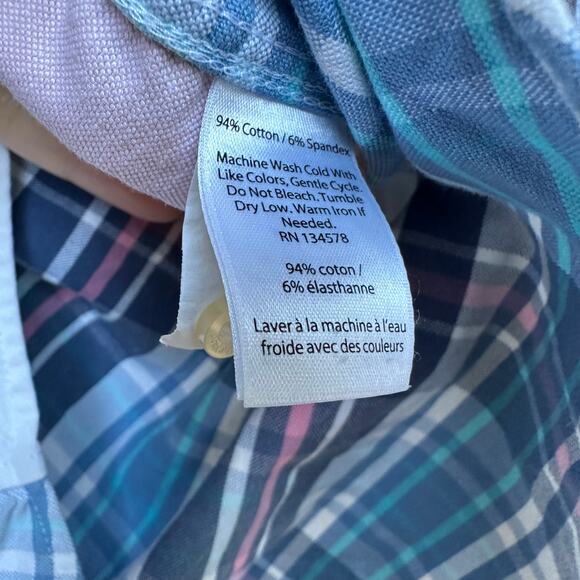 94% Cotton / 6% Spandex
Machine Wash Cold With
Like Colors, Gentle Cycle.
Do Not Bleach. Tumble
Dry Low. Warm Iron If
Needed.
RN 134578
94% coton /
6% élasthanne
Laver à la machine à l'eau
froide avec des couleurs